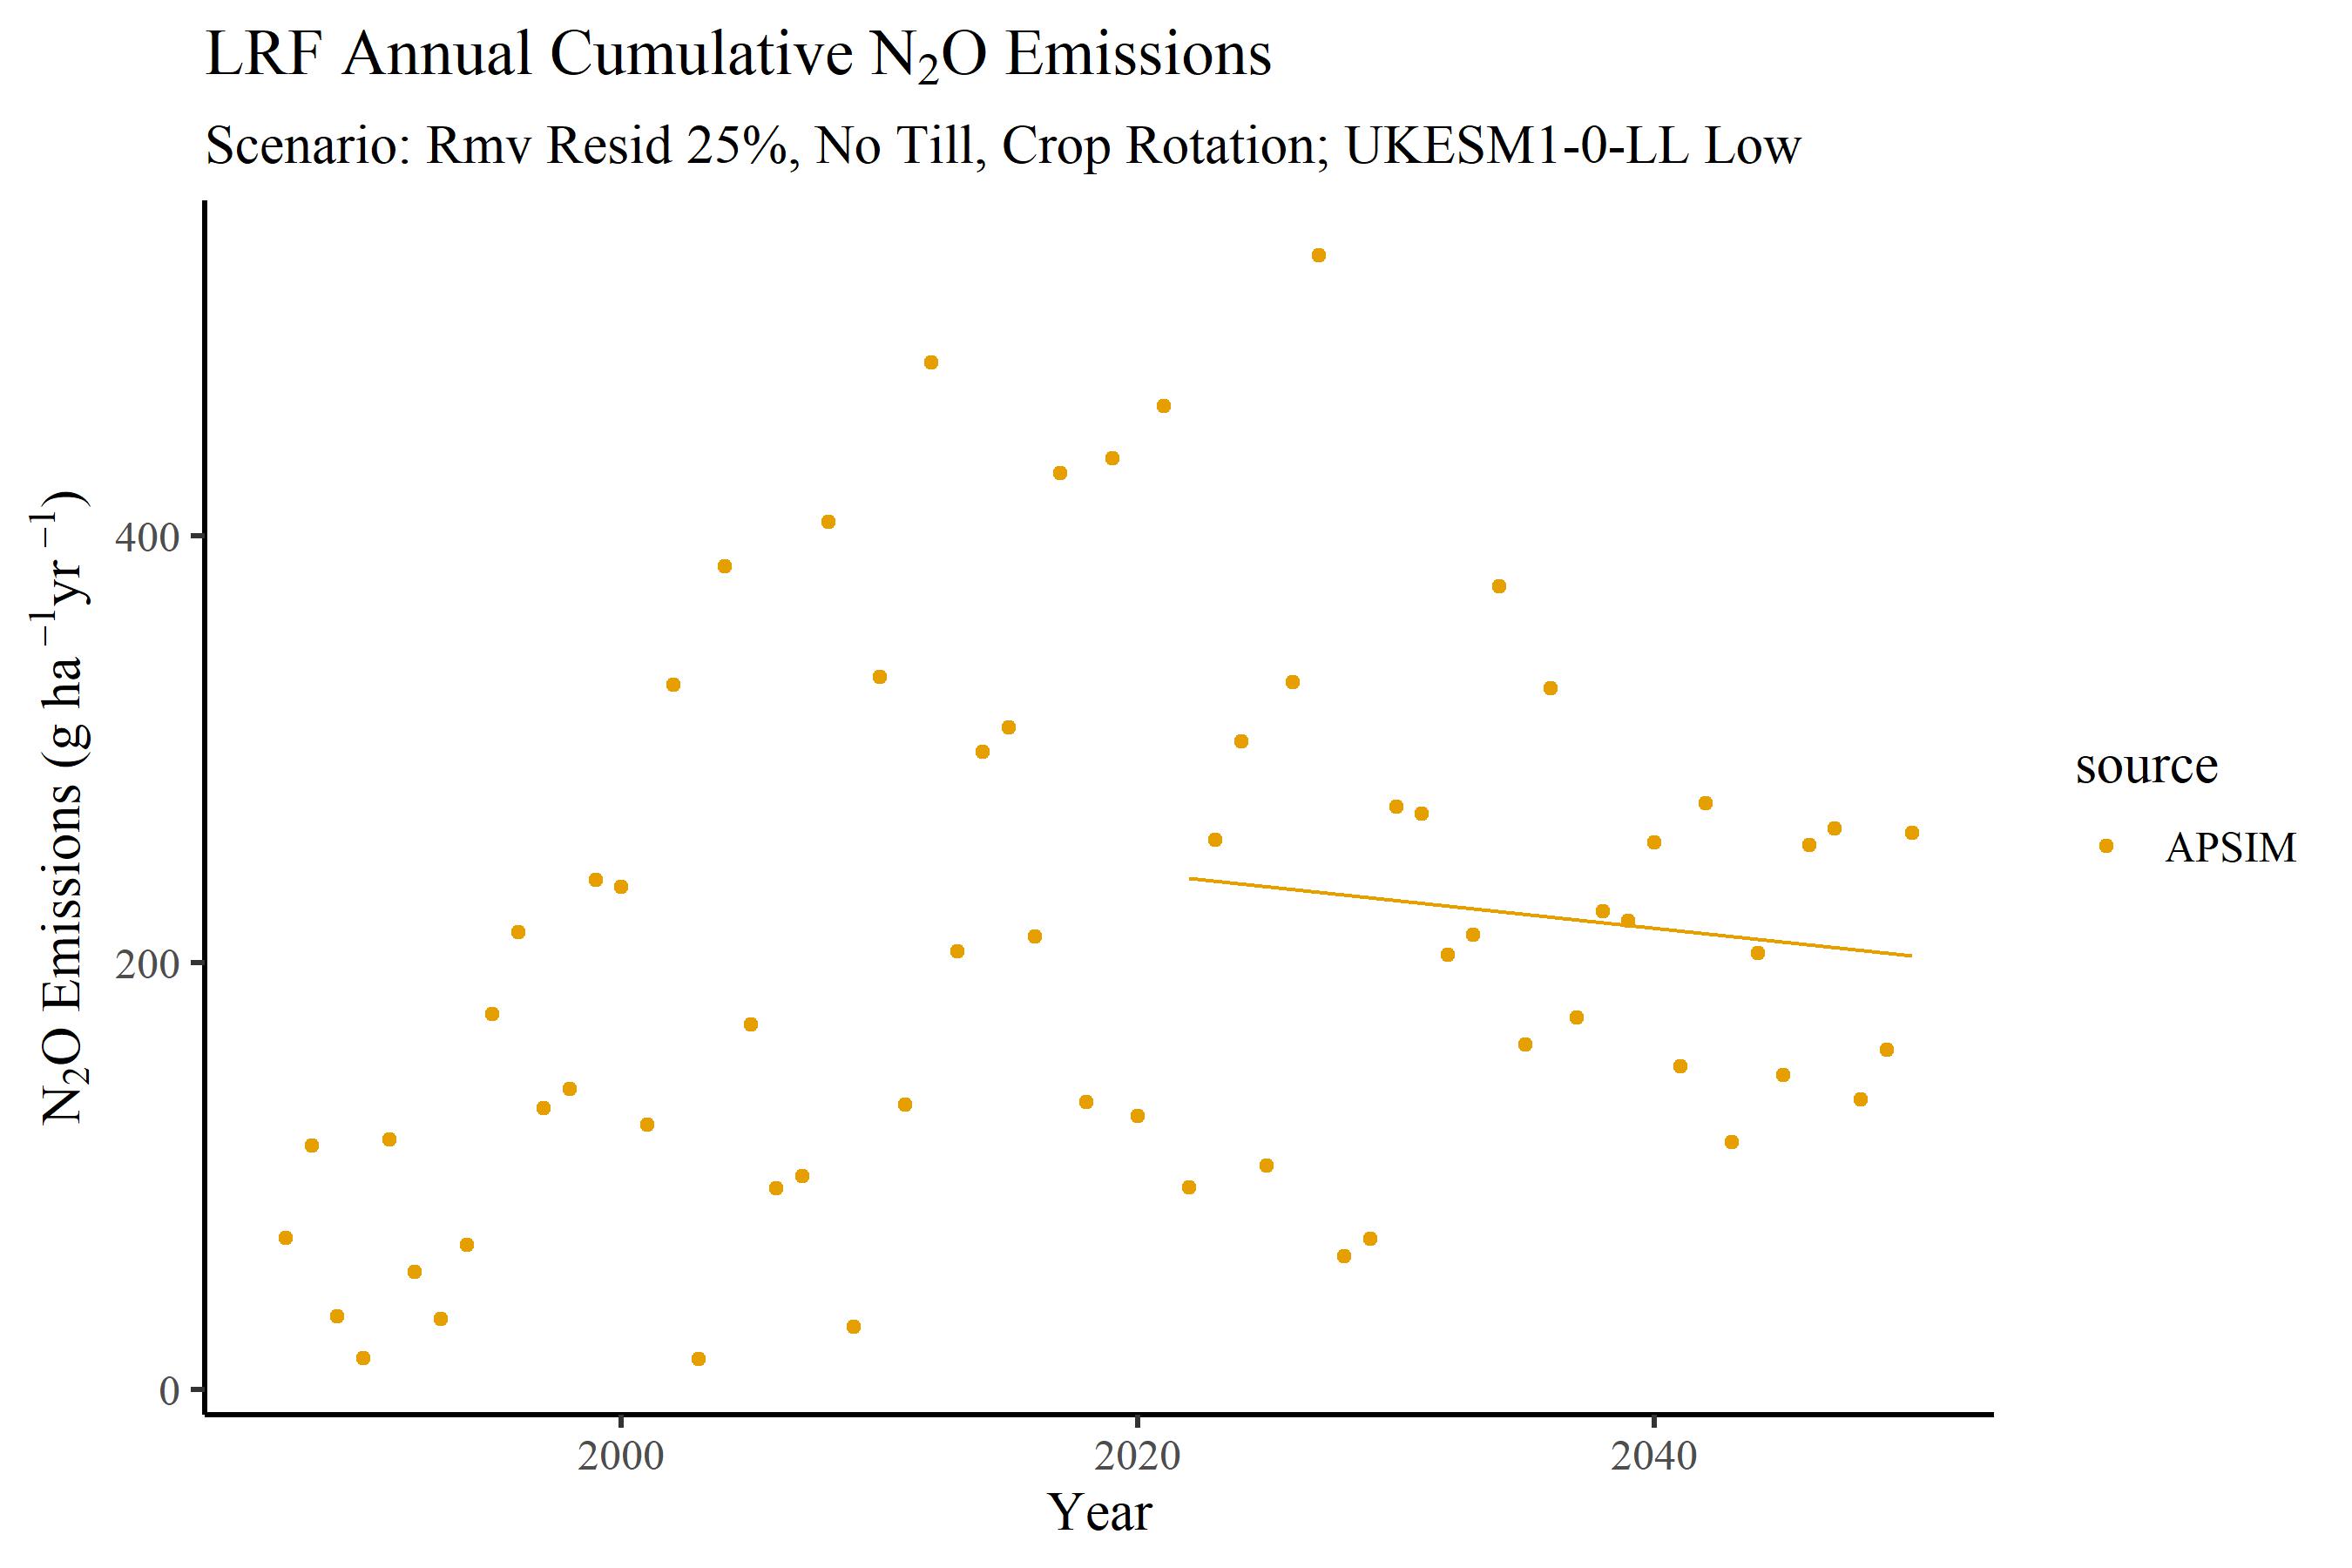 LRF Annual Cumulative N₂O Emissions
Scenario: Rmv Resid 25%, No Till, Crop Rotation; UKESM1-0-LL Low
N₂O Emissions (g ha⁻¹yr⁻¹)
400
200
0
2000 2020 2040
Year
source
APSIM